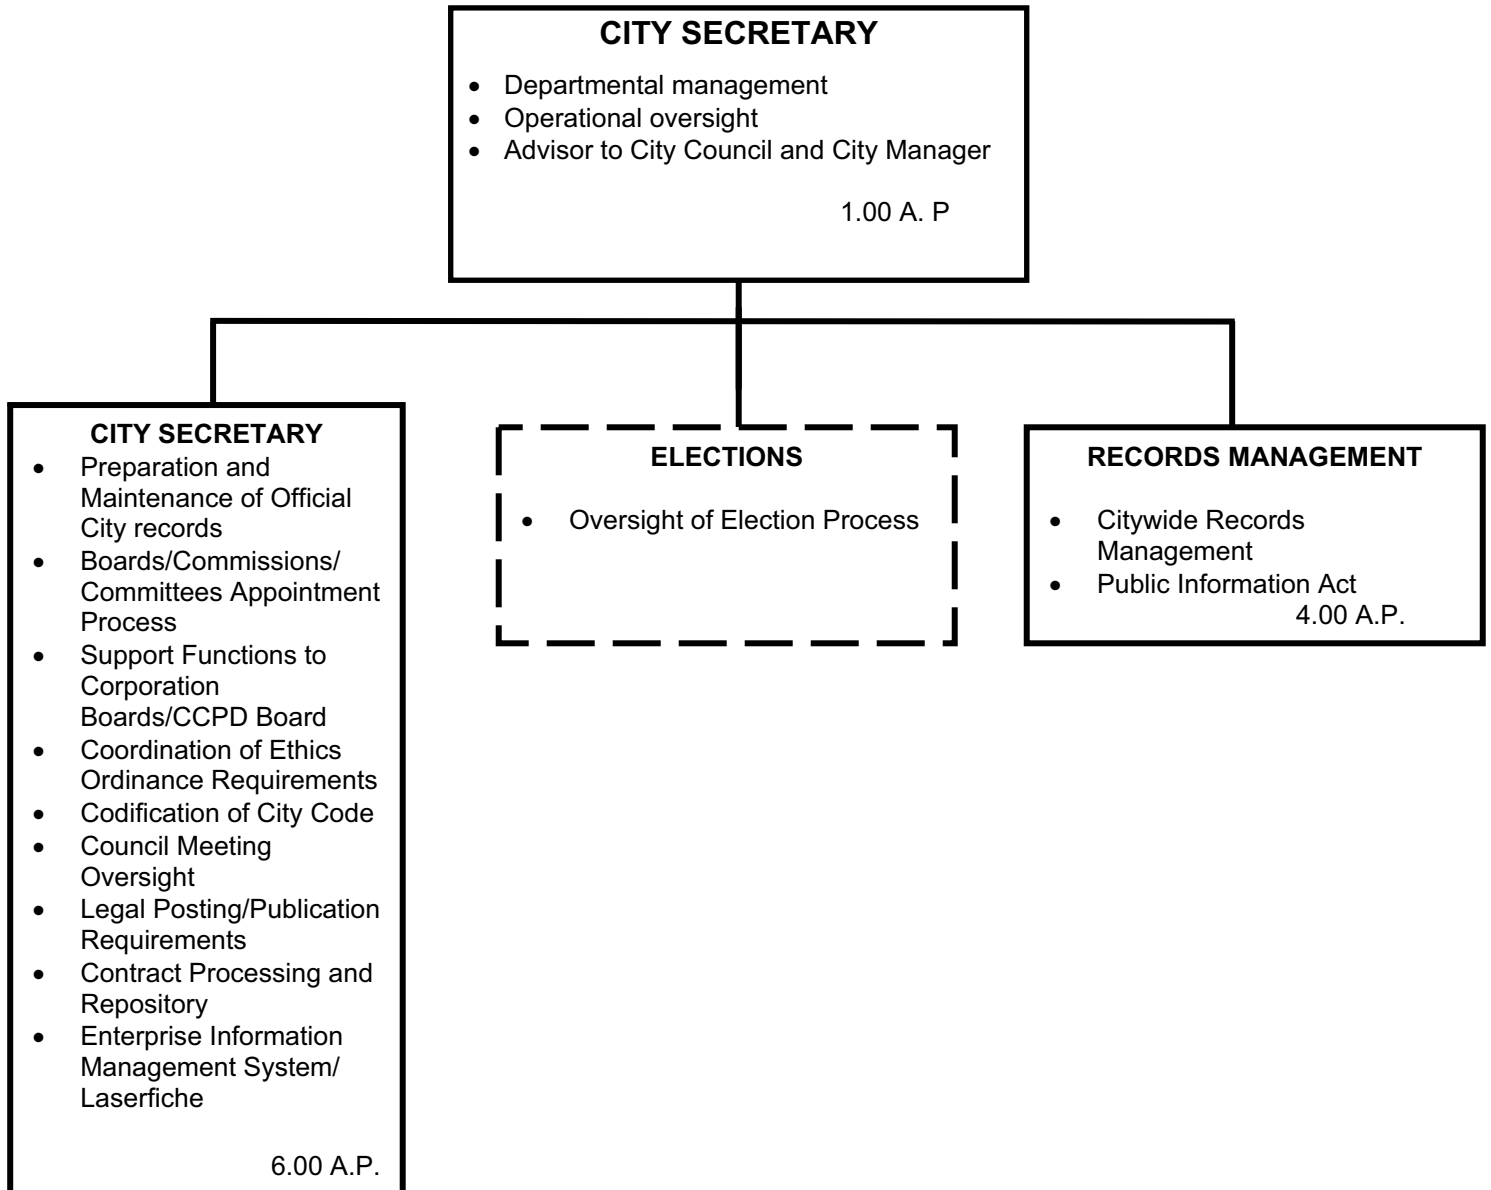 CITY SECRETARY
• Departmental management
• Operational oversight
• Advisor to City Council and City Manager
1.00 A. P
CITY SECRETARY
• Preparation and
Maintenance of Official
City records
• Boards/Commissions/
Committees Appointment
Process
• Support Functions to
Corporation
Boards/CCPD Board
• Coordination of Ethics
Ordinance Requirements
• Codification of City Code
• Council Meeting
Oversight
• Legal Posting/Publication
Requirements
• Contract Processing and
Repository
• Enterprise Information
Management System/
Laserfiche
6.00 A.P.
ELECTIONS
• Oversight of Election Process
RECORDS MANAGEMENT
• Citywide Records
Management
• Public Information Act
4.00 A.P.